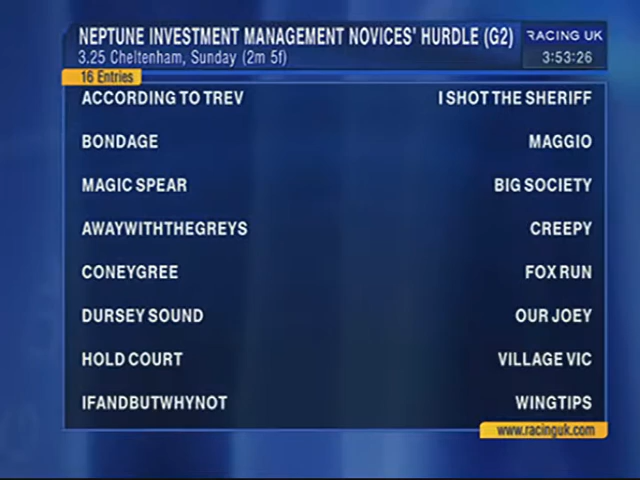 NEPTUNE INVESTMENT MANAGEMENT NOVICES' HURDLE (G2)
RACING UK
3.25 Cheltenham, Sunday (2m 5f)
3:53:26
16 Entries
ACCORDING TO TREV
I SHOT THE SHERIFF
BONDAGE
MAGGIO
MAGIC SPEAR
BIG SOCIETY
AWAYWITHTHEGREYS
CREEPY
CONEYGREE
FOX RUN
DURSEY SOUND
OUR JOEY
HOLD COURT
VILLAGE VIC
IFANDBUTWHYNOT
WINGTIPS
www.racinguk.com